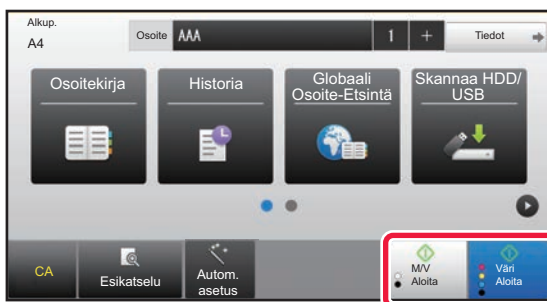 Alkup.
A4
Osoite AAA 1 + Tiedot
Osoitekirja
Historia
Globaali
Osoite-Etsintä
Skannaa HDD/
USB
CA
Esikatselu
Autom.
asetus
M/V
Aloita
Väri
Aloita